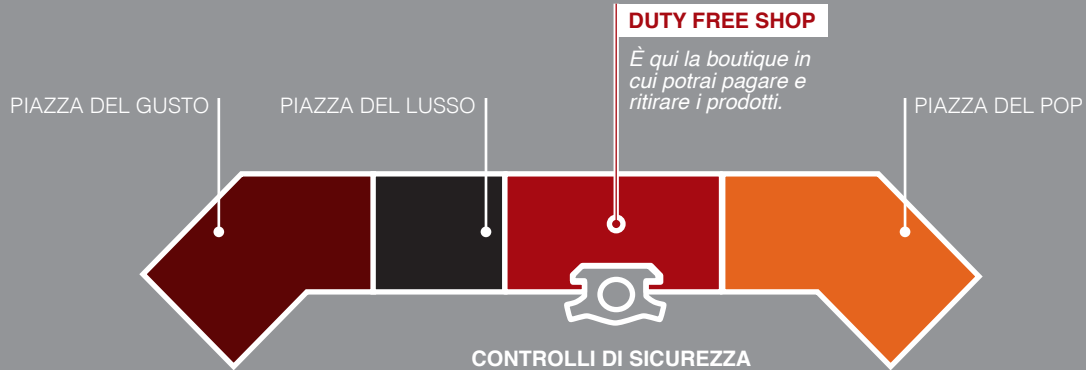 DUTY FREE SHOP
È qui la boutique in
cui potrai pagare e
ritirare i prodotti.
PIAZZA DEL GUSTO
PIAZZA DEL LUSSO
PIAZZA DEL POP
CONTROLLI DI SICUREZZA